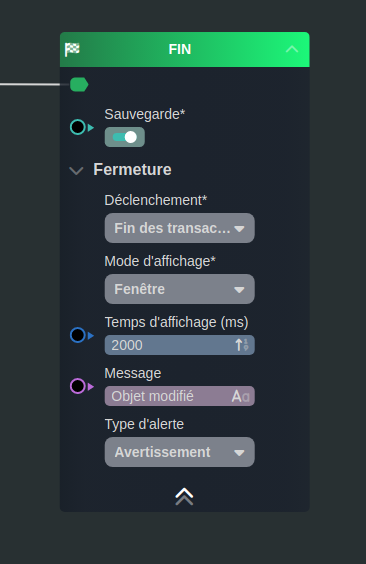 FIN
Sauvegarde*
Fermeture
Déclenchement*
Fin des transac...
Mode d'affichage*
Fenêtre
Temps d'affichage (ms)
2000
Message
Objet modifié Aa
Type d'alerte
Avertissement